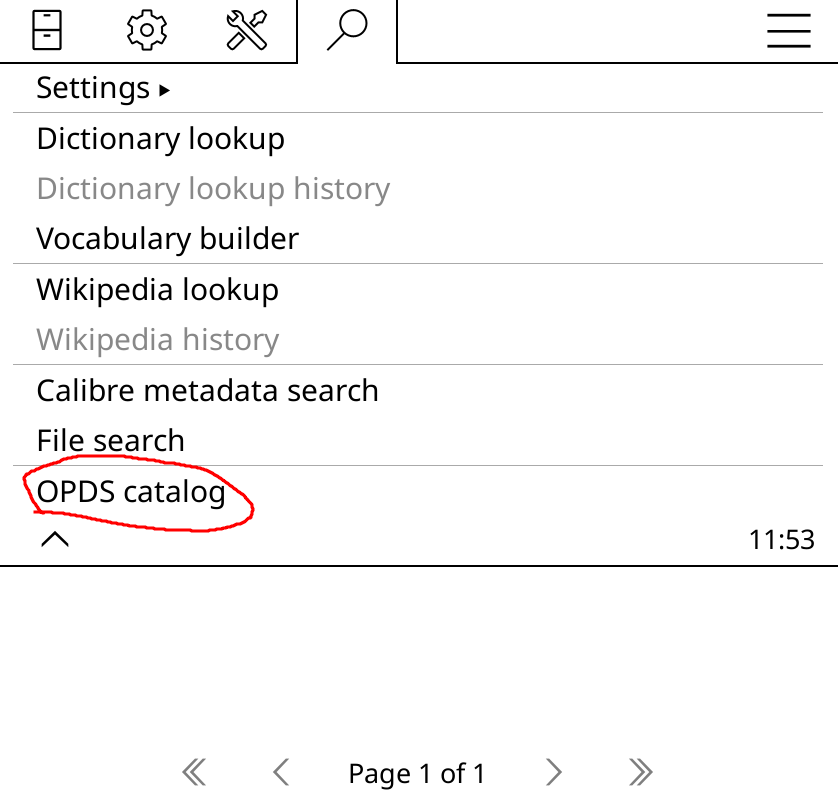 Settings ▸
Dictionary lookup
Dictionary lookup history
Vocabulary builder
Wikipedia lookup
Wikipedia history
Calibre metadata search
File search
OPDS catalog
11:53
Page 1 of 1